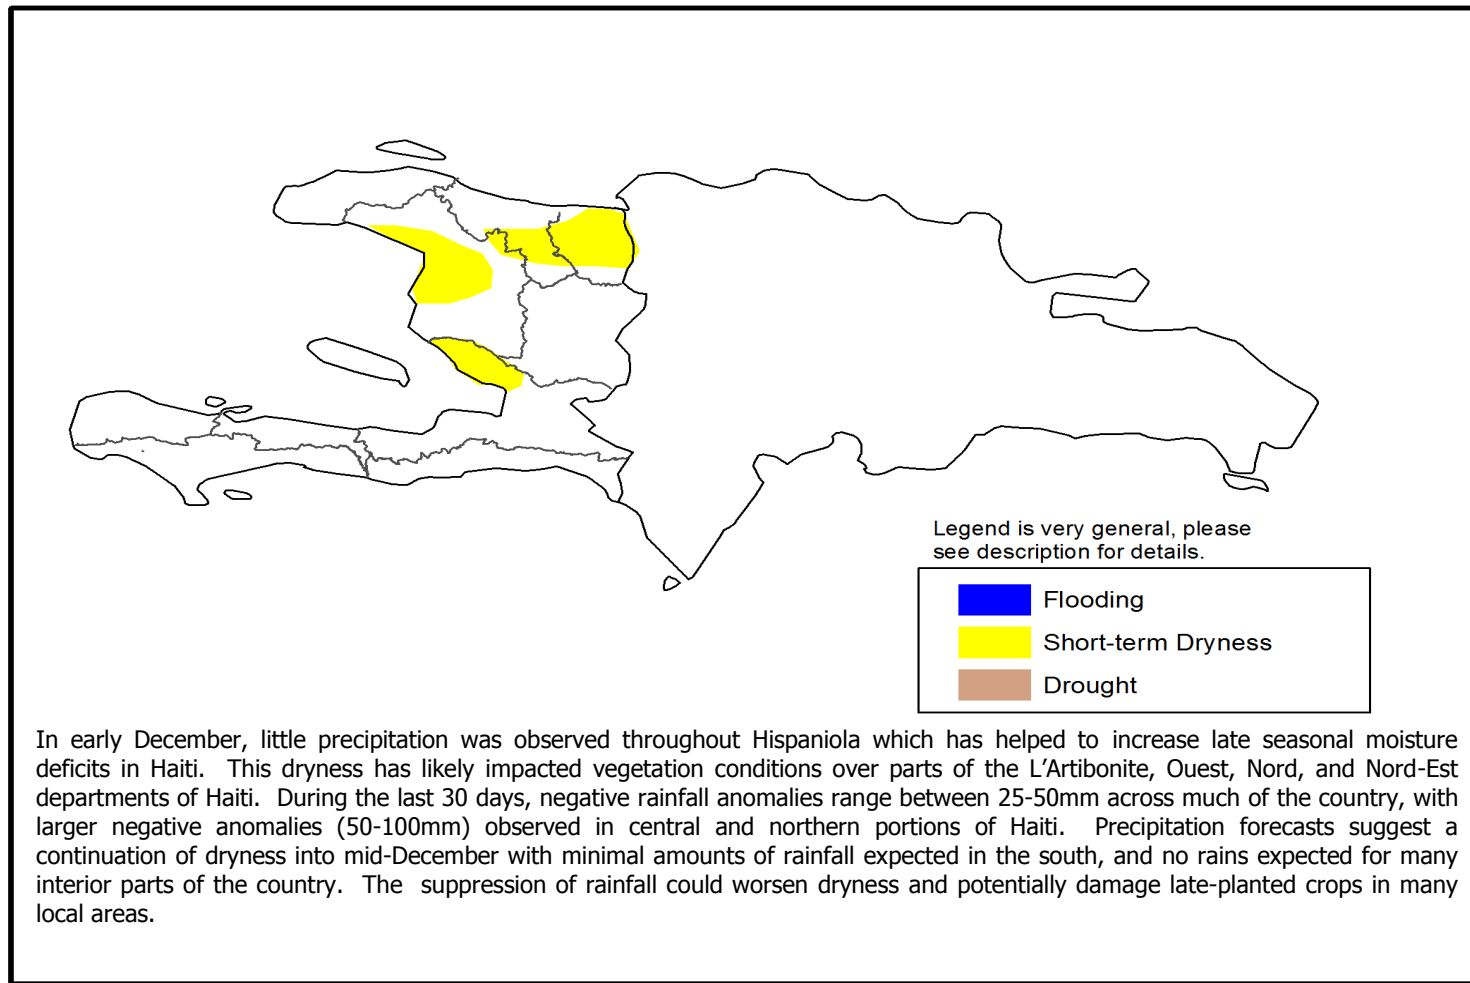 Legend is very general, please
see description for details.
Flooding
Short-term Dryness
Drought
In early December, little precipitation was observed throughout Hispaniola which has helped to increase late seasonal moisture
deficits in Haiti.  This dryness has likely impacted vegetation conditions over parts of the L’Artibonite, Ouest, Nord, and Nord-Est
departments of Haiti.  During the last 30 days, negative rainfall anomalies range between 25-50mm across much of the country, with
larger negative anomalies (50-100mm) observed in central and northern portions of Haiti.  Precipitation forecasts suggest a
continuation of dryness into mid-December with minimal amounts of rainfall expected in the south, and no rains expected for many
interior parts of the country.  The  suppression of rainfall could worsen dryness and potentially damage late-planted crops in many
local areas.